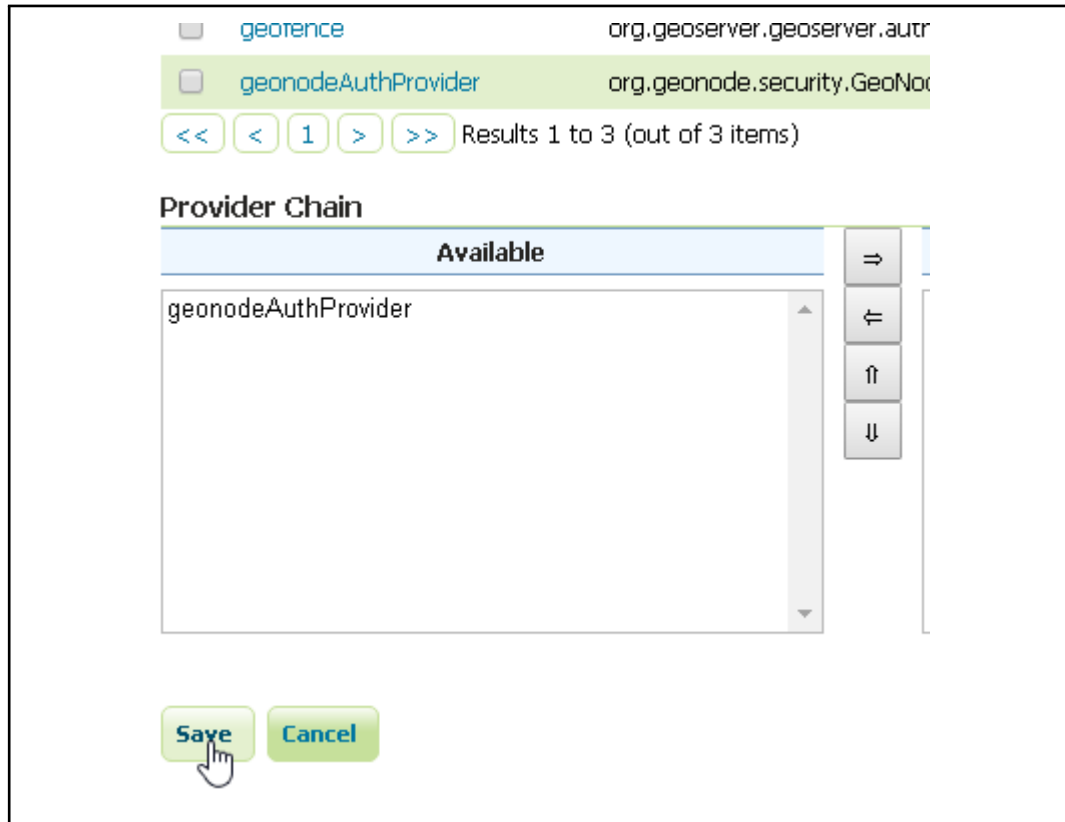 geofence org.geoserver.geoserver.auth
geonodeAuthProvider org.geonode.security.GeoNod
<< < 1 > >> Results 1 to 3 (out of 3 items)
Provider Chain
Available ⇒
geonodeAuthProvider ⇐
⇑
⇓
Save Cancel